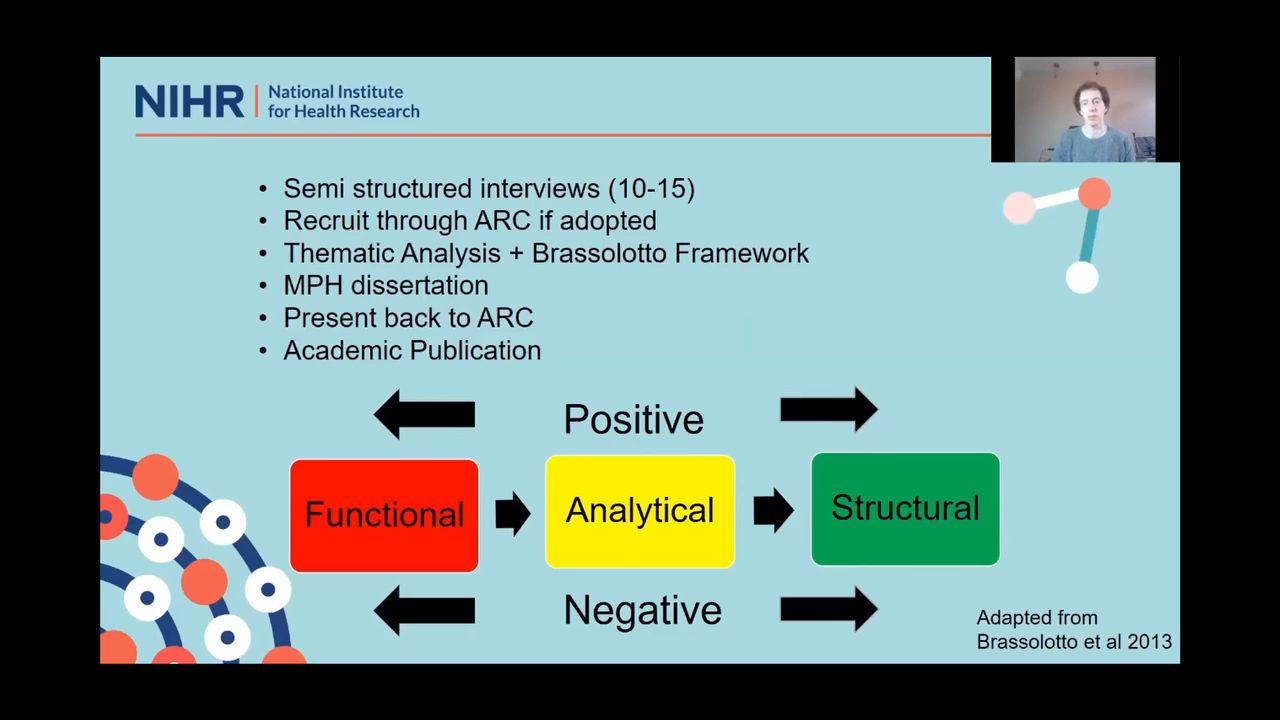 NIHR
National Institute
for Health Research
• Semi structured interviews (10-15)
• Recruit through ARC if adopted
• Thematic Analysis + Brassolotto Framework
• MPH dissertation
• Present back to ARC
• Academic Publication
Positive
Functional
Analytical
Structural
Negative
Adapted from
Brassolotto et al 2013